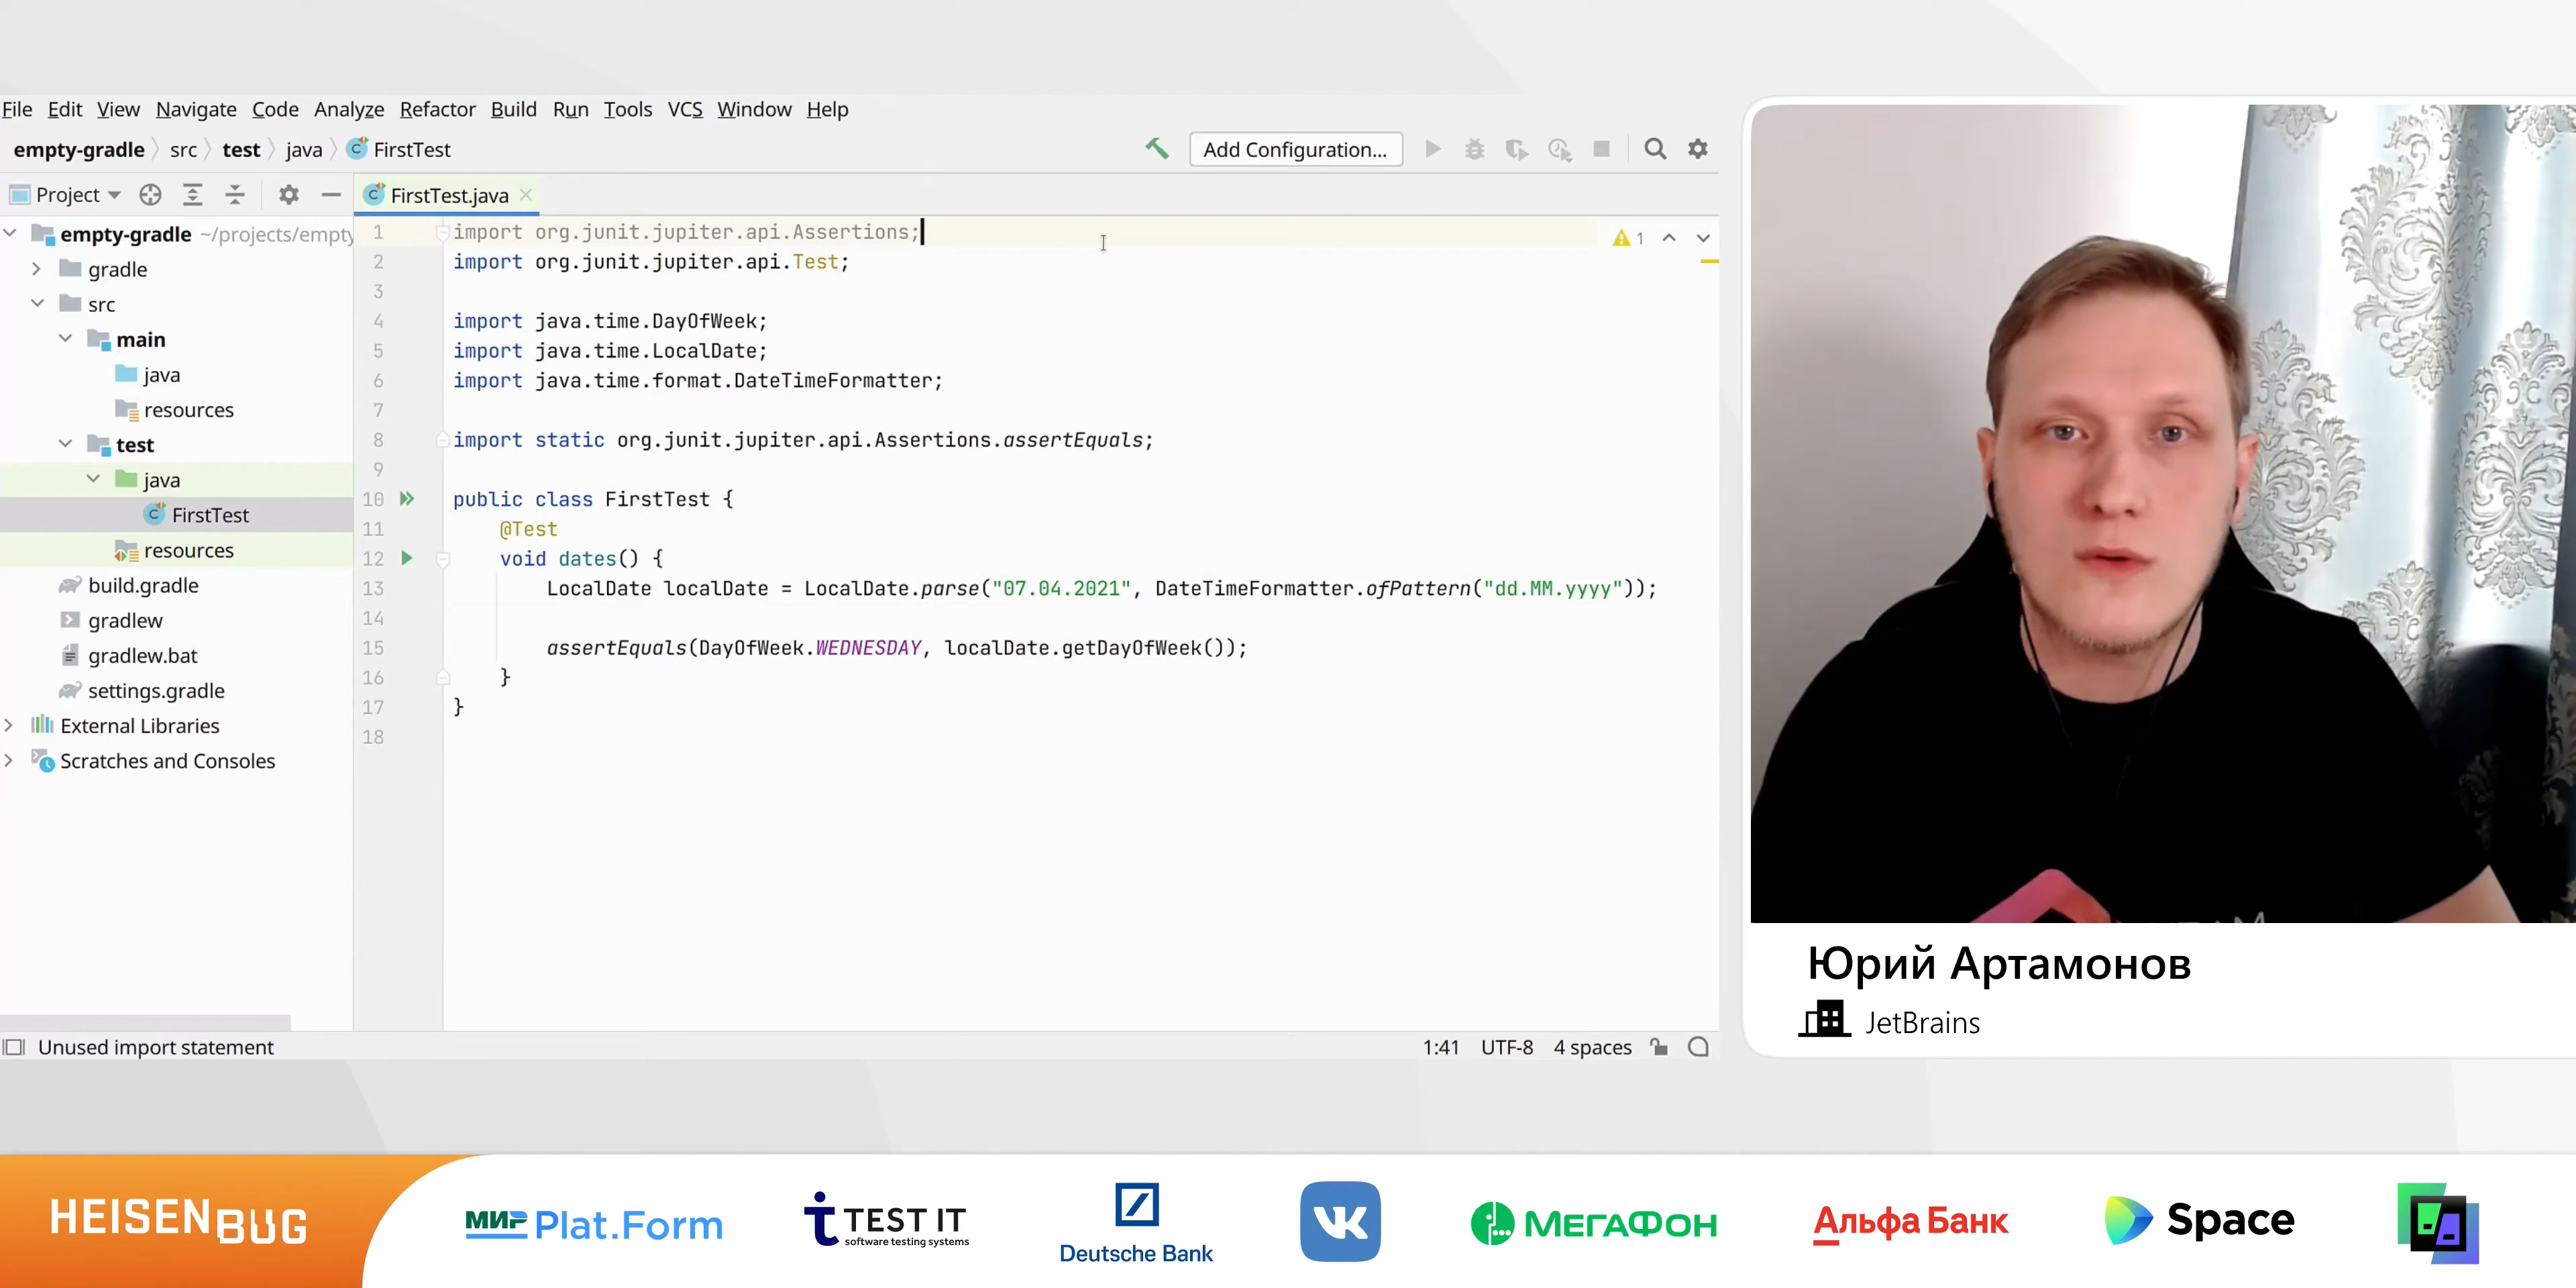 File Edit View Navigate Code Analyze Refactor Build Run Tools VCS Window Help
empty-gradle src test java FirstTest
Add Configuration...
Project
FirstTest.java
empty-gradle ~/projects/empty
gradle
src
main
java
resources
test
java
FirstTest
resources
build.gradle
gradlew
gradlew.bat
settings.gradle
External Libraries
Scratches and Consoles
1 import org.junit.jupiter.api.Assertions;
2 import org.junit.jupiter.api.Test;
3
4 import java.time.DayOfWeek;
5 import java.time.LocalDate;
6 import java.time.format.DateTimeFormatter;
7
8 import static org.junit.jupiter.api.Assertions.assertEquals;
9
10 public class FirstTest {
11 @Test
12 void dates() {
13 LocalDate localDate = LocalDate.parse("07.04.2021", DateTimeFormatter.ofPattern("dd.MM.yyyy"));
14
15 assertEquals(DayOfWeek.WEDNESDAY, localDate.getDayOfWeek());
16 }
17 }
18
1
Unused import statement
1:41 UTF-8 4 spaces
Юрий Артамонов
JetBrains
HEISENBUG
МИР Plat.Form
TEST IT
software testing systems
Deutsche Bank
VK
МЕГАФОН
Альфа Банк
Space